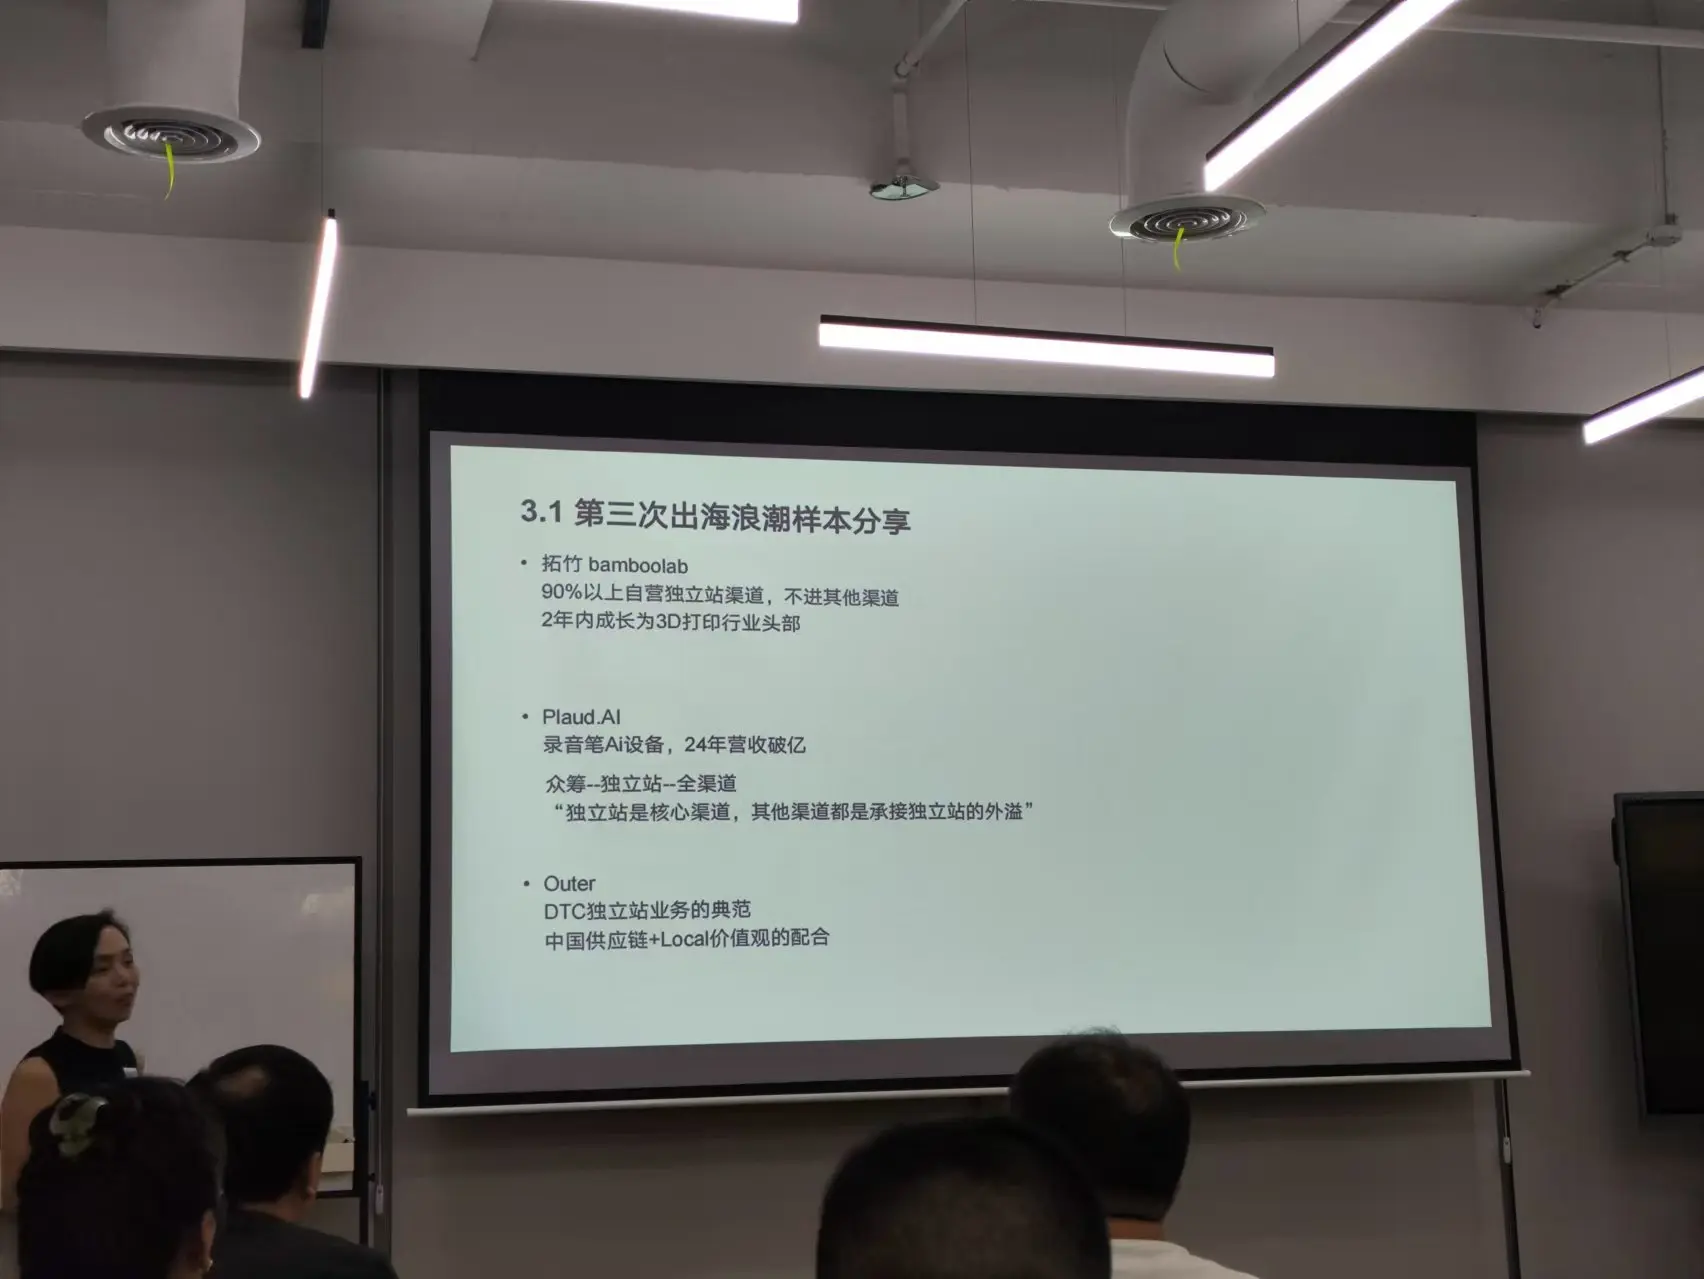 3.1 第三次出海浪潮样本分享
• 拓竹 bamboolab
90%以上自营独立站渠道，不进其他渠道
2年内成长为3D打印行业头部
• Plaud.AI
录音笔Ai设备，24年营收破亿
众筹--独立站--全渠道
“独立站是核心渠道，其他渠道都是承接独立站的外溢”
• Outer
DTC独立站业务的典范
中国供应链+Local价值观的配合